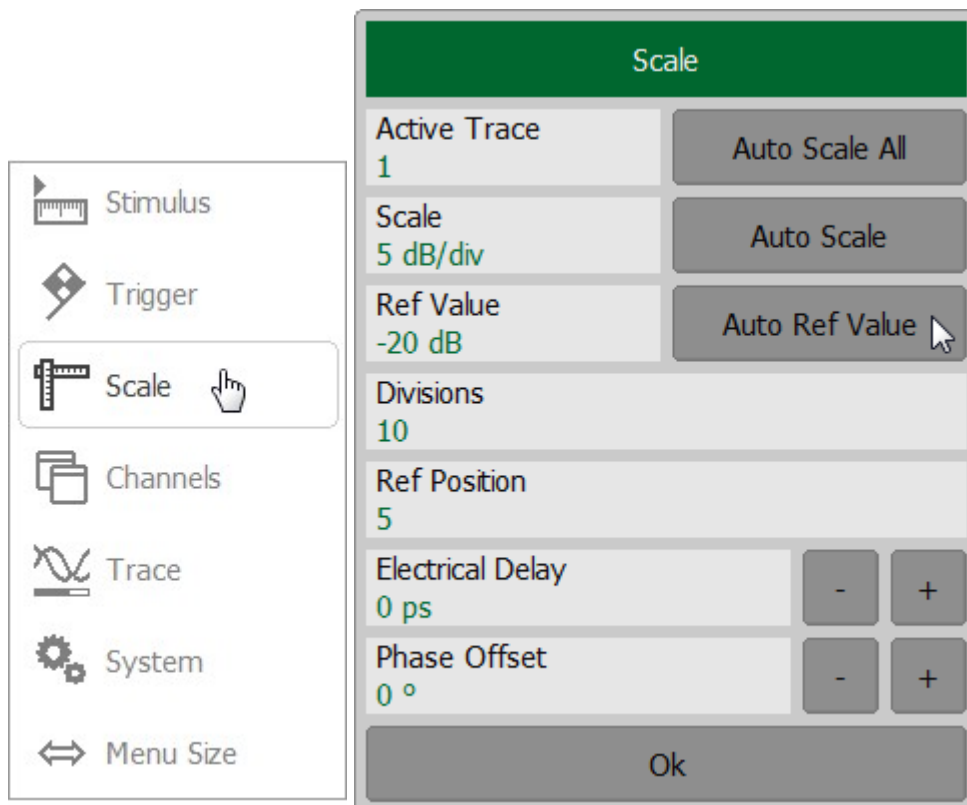 Stimulus
Trigger
Scale
Channels
Trace
System
Menu Size
Scale
Active Trace
1
Auto Scale All
Scale
5 dB/div
Auto Scale
Ref Value
-20 dB
Auto Ref Value
Divisions
10
Ref Position
5
Electrical Delay
0 ps
-
+
Phase Offset
0 °
-
+
Ok